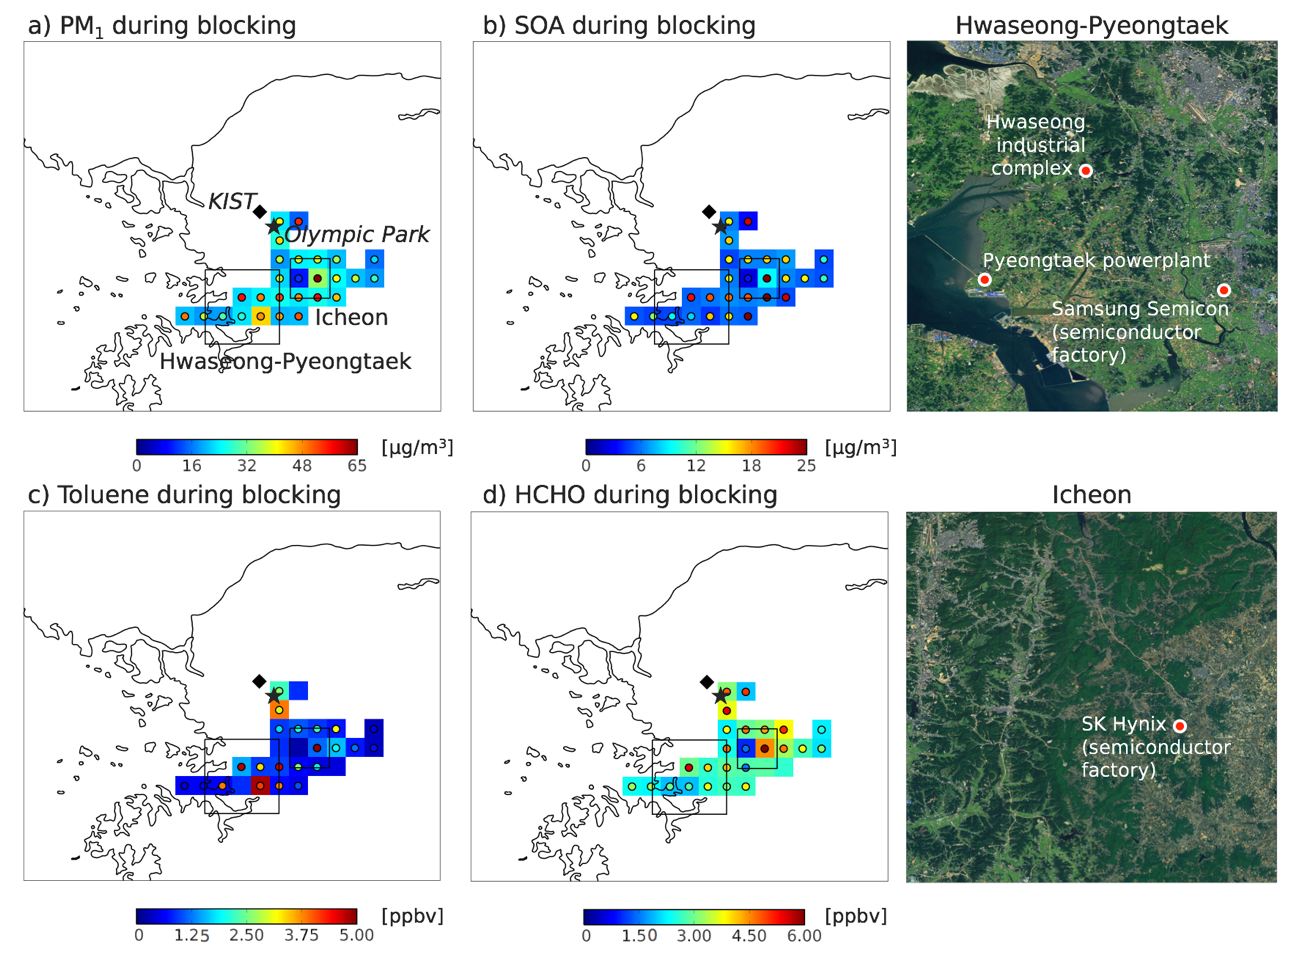 a) PM₁ during blocking
b) SOA during blocking
Hwaseong-Pyeongtaek
KIST
Olympic Park
Icheon
Hwaseong-Pyeongtaek
Hwaseong
industrial
complex
Pyeongtaek powerplant
Samsung Semicon
(semiconductor
factory)
0 16 32 48 65 [μg/m³]
0 6 12 18 25 [μg/m³]
c) Toluene during blocking
d) HCHO during blocking
Icheon
SK Hynix
(semiconductor
factory)
0 1.25 2.50 3.75 5.00 [ppbv]
0 1.50 3.00 4.50 6.00 [ppbv]